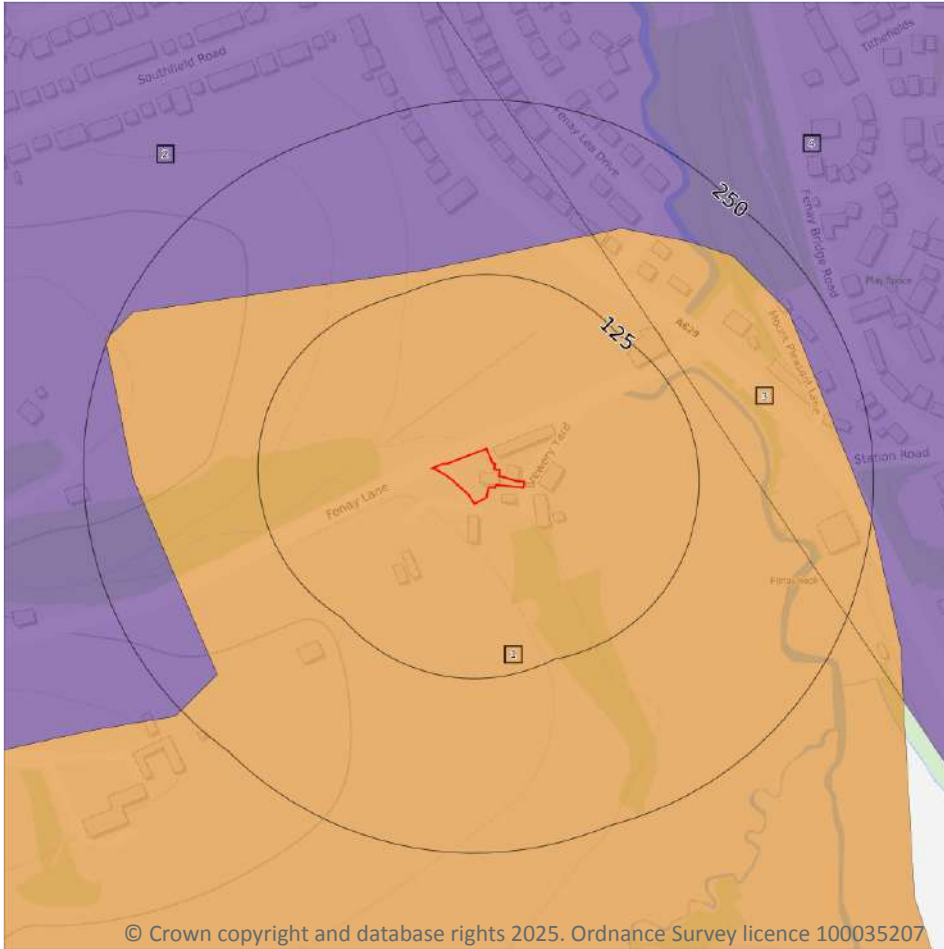 Southfield Road
Tithefields
Fenay Lea Drive
2
4
250
Fenay Bridge Road
Play Space
125
A629
Mount Pleasant Lane
3
Station Road
Brewery Yard
Fenay Lane
Fenay Beck
1
© Crown copyright and database rights 2025. Ordnance Survey licence 100035207